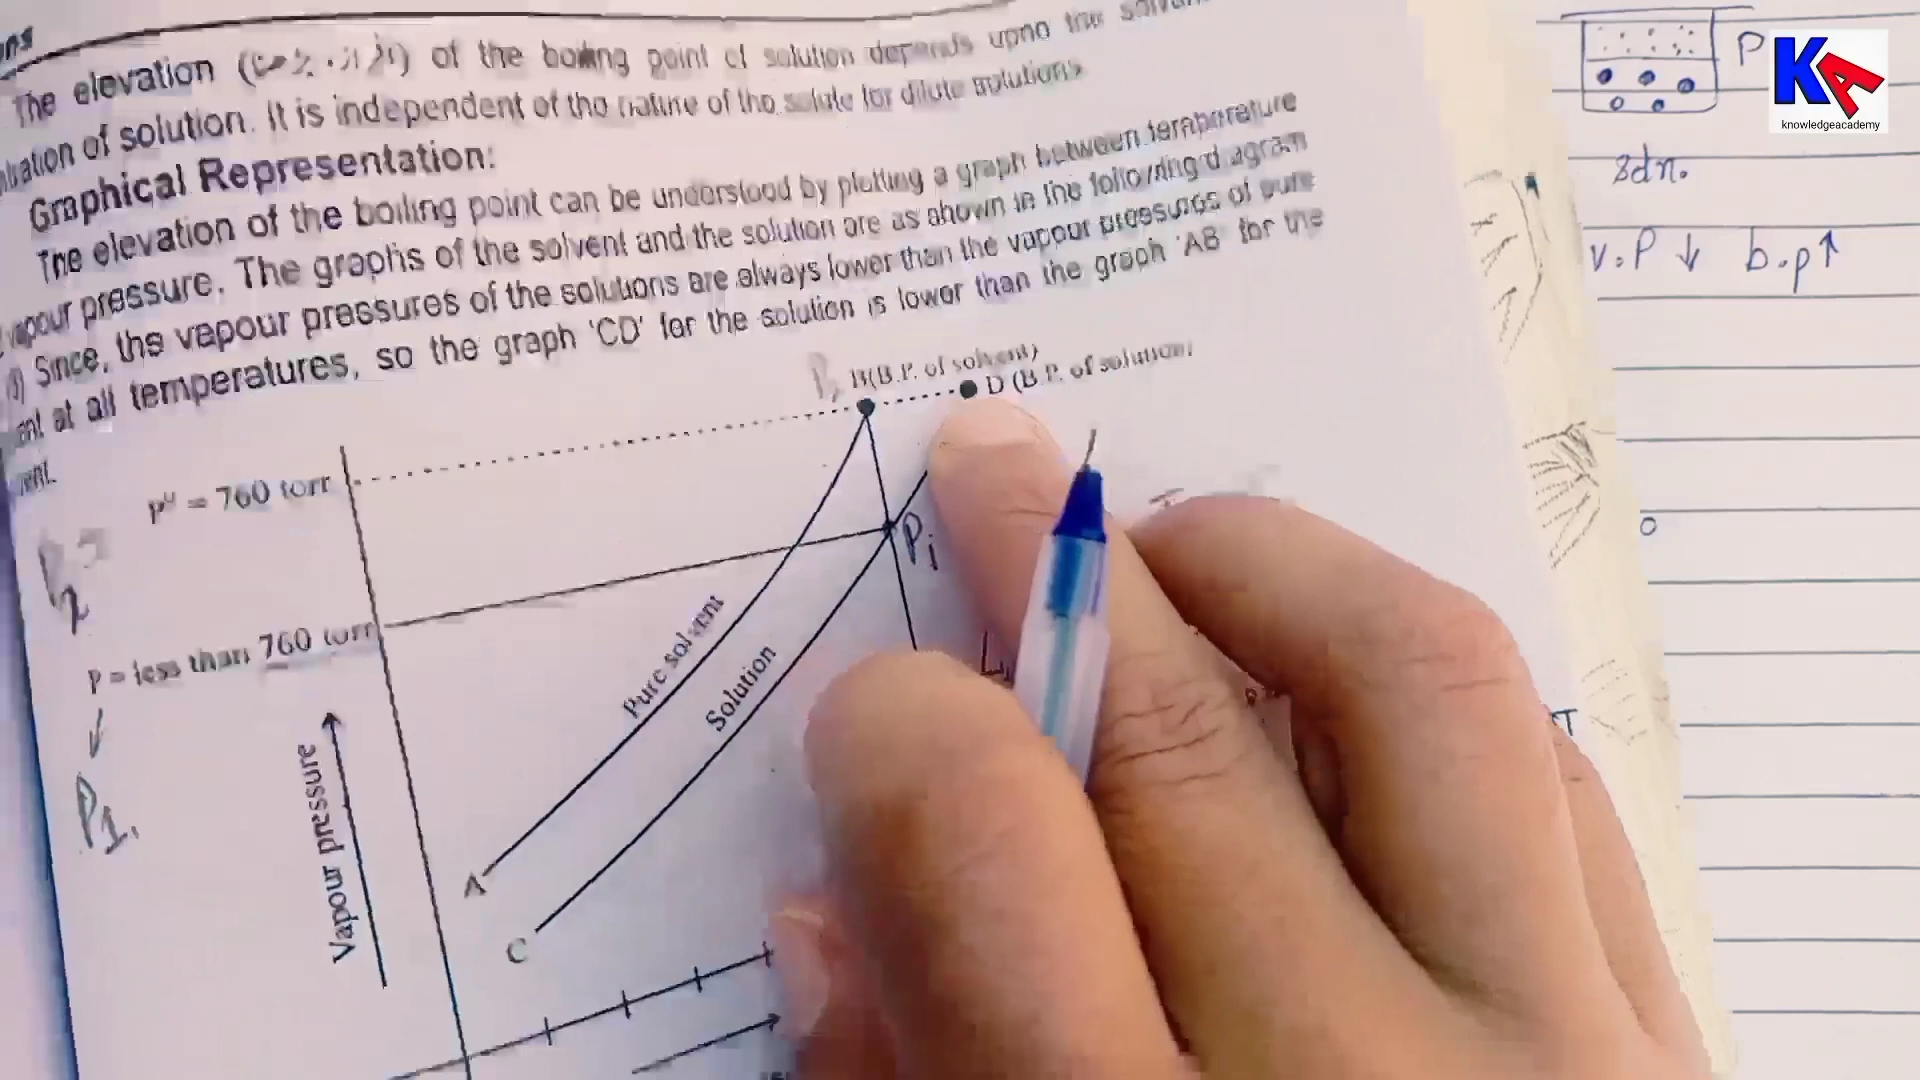 The elevation ( ) of the boiling point of solution depends upno the
of solution. It is independent of the nature of the solute for dilute solutions
Graphical Representation:
The elevation of the boiling point can be understood by plotting a graph between
vapour pressure. The graphs of the solvent and the solution are as shown in the following diagram
Since, the vapour pressures of the solutions are always lower than the vapour pressures of pure
at all temperatures, so the graph 'CD' for the solution is lower than the graph 'AB' for the
B(B.P. of solvent)
D (B.P. of solution)
= 760 torr
P = less than 760 torr
P1.
Pi
Pure solvent
Solution
Vapour pressure
A
C
P
KA
knowledgeacademy
v.P ↓ b.p↑